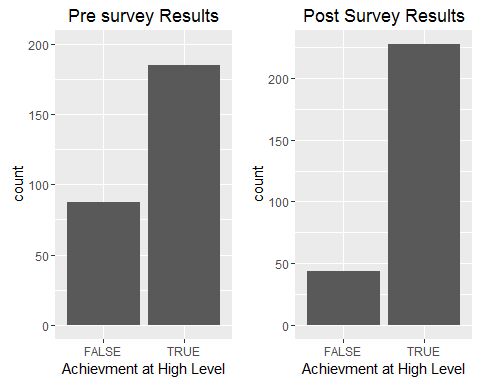 Pre survey Results
200
150
100
50
0
count
FALSE
TRUE
Achievment at High Level
Post Survey Results
200
150
100
50
0
count
FALSE
TRUE
Achievment at High Level